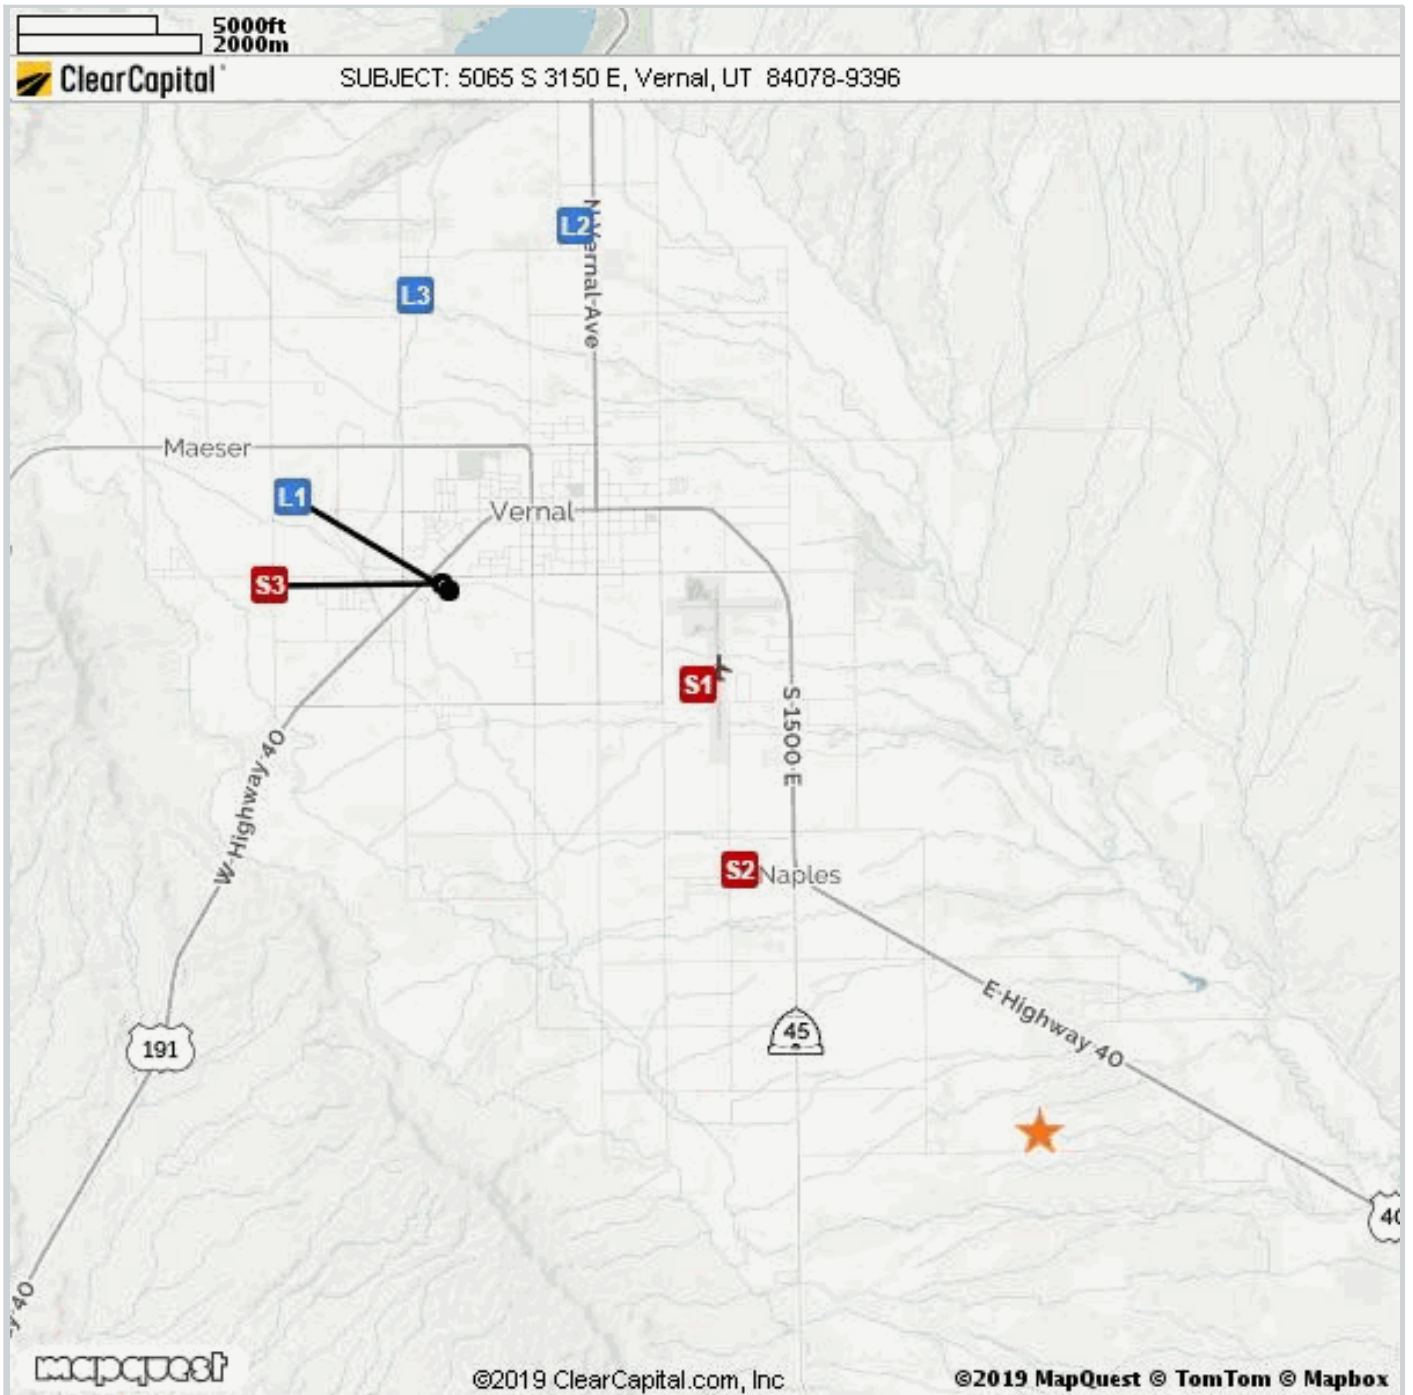 5000ft
2000m
ClearCapital
SUBJECT: 5065 S 3150 E, Vernal, UT 84078-9396
L2
N Vernal Ave
L3
Maeser
L1
Vernal
S3
S1
S 1500 E
W Highway 40
S2
Naples
E Highway 40
45
191
40
y 40
mapquest
©2019 ClearCapital.com, Inc
©2019 MapQuest © TomTom © Mapbox